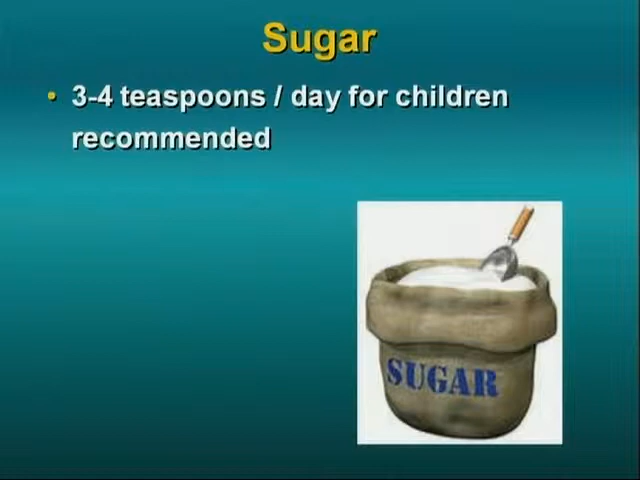 Sugar
• 3-4 teaspoons / day for children
recommended
SUGAR